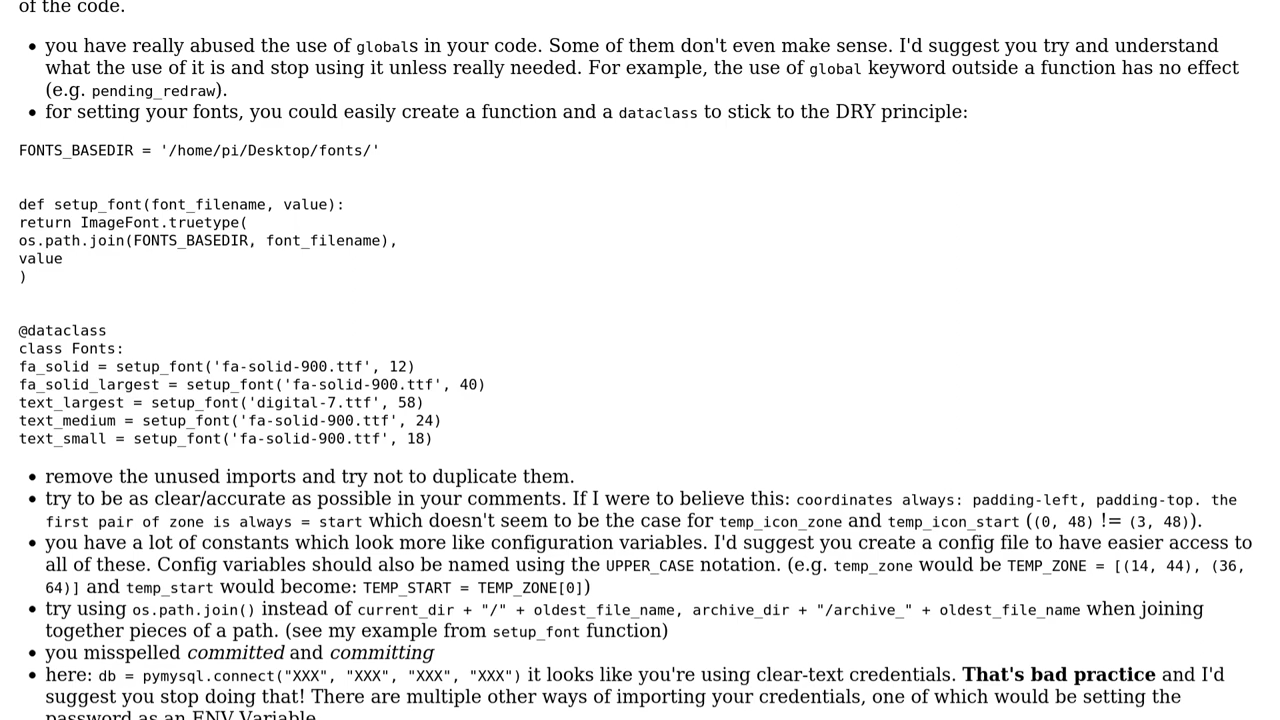 of the code.
• you have really abused the use of globals in your code. Some of them don't even make sense. I'd suggest you try and understand
what the use of it is and stop using it unless really needed. For example, the use of global keyword outside a function has no effect
(e.g. pending_redraw).
• for setting your fonts, you could easily create a function and a dataclass to stick to the DRY principle:
FONTS_BASEDIR = '/home/pi/Desktop/fonts/'
def setup_font(font_filename, value):
return ImageFont.truetype(
os.path.join(FONTS_BASEDIR, font_filename),
value
)
@dataclass
class Fonts:
fa_solid = setup_font('fa-solid-900.ttf', 12)
fa_solid_largest = setup_font('fa-solid-900.ttf', 40)
text_largest = setup_font('digital-7.ttf', 58)
text_medium = setup_font('fa-solid-900.ttf', 24)
text_small = setup_font('fa-solid-900.ttf', 18)
• remove the unused imports and try not to duplicate them.
• try to be as clear/accurate as possible in your comments. If I were to believe this: coordinates always: padding-left, padding-top. the
first pair of zone is always = start which doesn't seem to be the case for temp_icon_zone and temp_icon_start ((0, 48) != (3, 48)).
• you have a lot of constants which look more like configuration variables. I'd suggest you create a config file to have easier access to
all of these. Config variables should also be named using the UPPER_CASE notation. (e.g. temp_zone would be TEMP_ZONE = [(14, 44), (36,
64)] and temp_start would become: TEMP_START = TEMP_ZONE[0])
• try using os.path.join() instead of current_dir + "/" + oldest_file_name, archive_dir + "/archive_" + oldest_file_name when joining
together pieces of a path. (see my example from setup_font function)
• you misspelled committed and committing
• here: db = pymysql.connect("XXX", "XXX", "XXX", "XXX") it looks like you're using clear-text credentials. That's bad practice and I'd
suggest you stop doing that! There are multiple other ways of importing your credentials, one of which would be setting the
password as an ENV Variable.